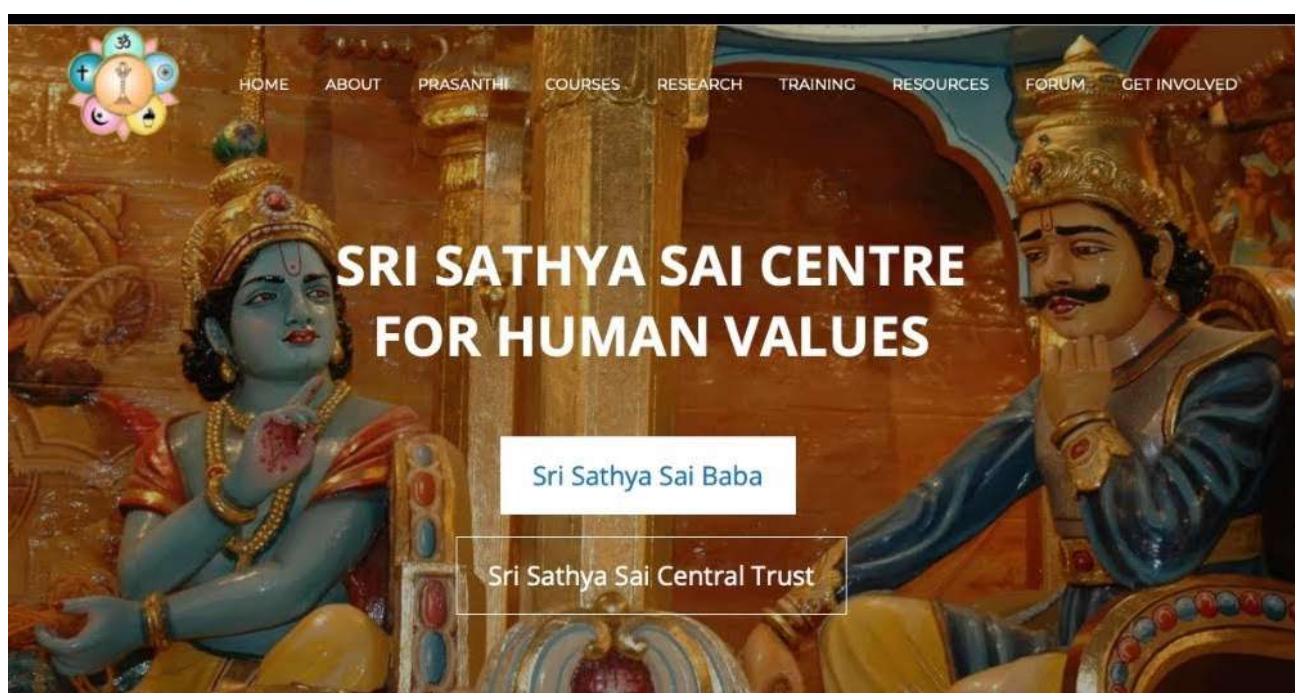 ॐ
HOME ABOUT PRASANTHI COURSES RESEARCH TRAINING RESOURCES FORUM GET INVOLVED
SRI SATHYA SAI CENTRE
FOR HUMAN VALUES
Sri Sathya Sai Baba
Sri Sathya Sai Central Trust